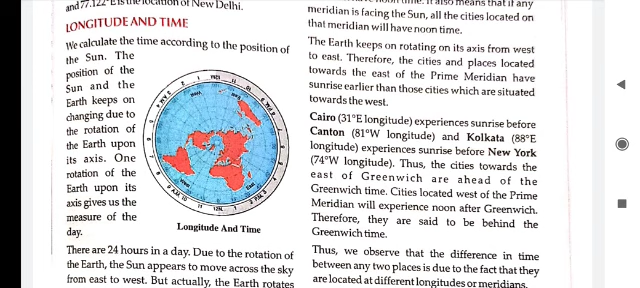 and 77.122°E is the location of New Delhi.
LONGITUDE AND TIME
We calculate the time according to the position of
the Sun. The
position of the
Sun and the
Earth keeps on
changing due to
the rotation of
the Earth upon
its axis. One
rotation of the
Earth upon its
axis gives us the
measure of the
day.
Longitude And Time
There are 24 hours in a day. Due to the rotation of
the Earth, the Sun appears to move across the sky
from east to west. But actually, the Earth rotates
noon time. It also means that if any
meridian is facing the Sun, all the cities located on
that meridian will have noon time.
The Earth keeps on rotating on its axis from west
to east. Therefore, the cities and places located
towards the east of the Prime Meridian have
sunrise earlier than those cities which are situated
towards the west.
Cairo (31°E longitude) experiences sunrise before
Canton (81°W longitude) and Kolkata (88°E
longitude) experiences sunrise before New York
(74°W longitude). Thus, the cities towards the
east of Greenwich are ahead of the
Greenwich time. Cities located west of the Prime
Meridian will experience noon after Greenwich.
Therefore, they are said to be behind the
Greenwich time.
Thus, we observe that the difference in time
between any two places is due to the fact that they
are located at different longitudes or meridians.